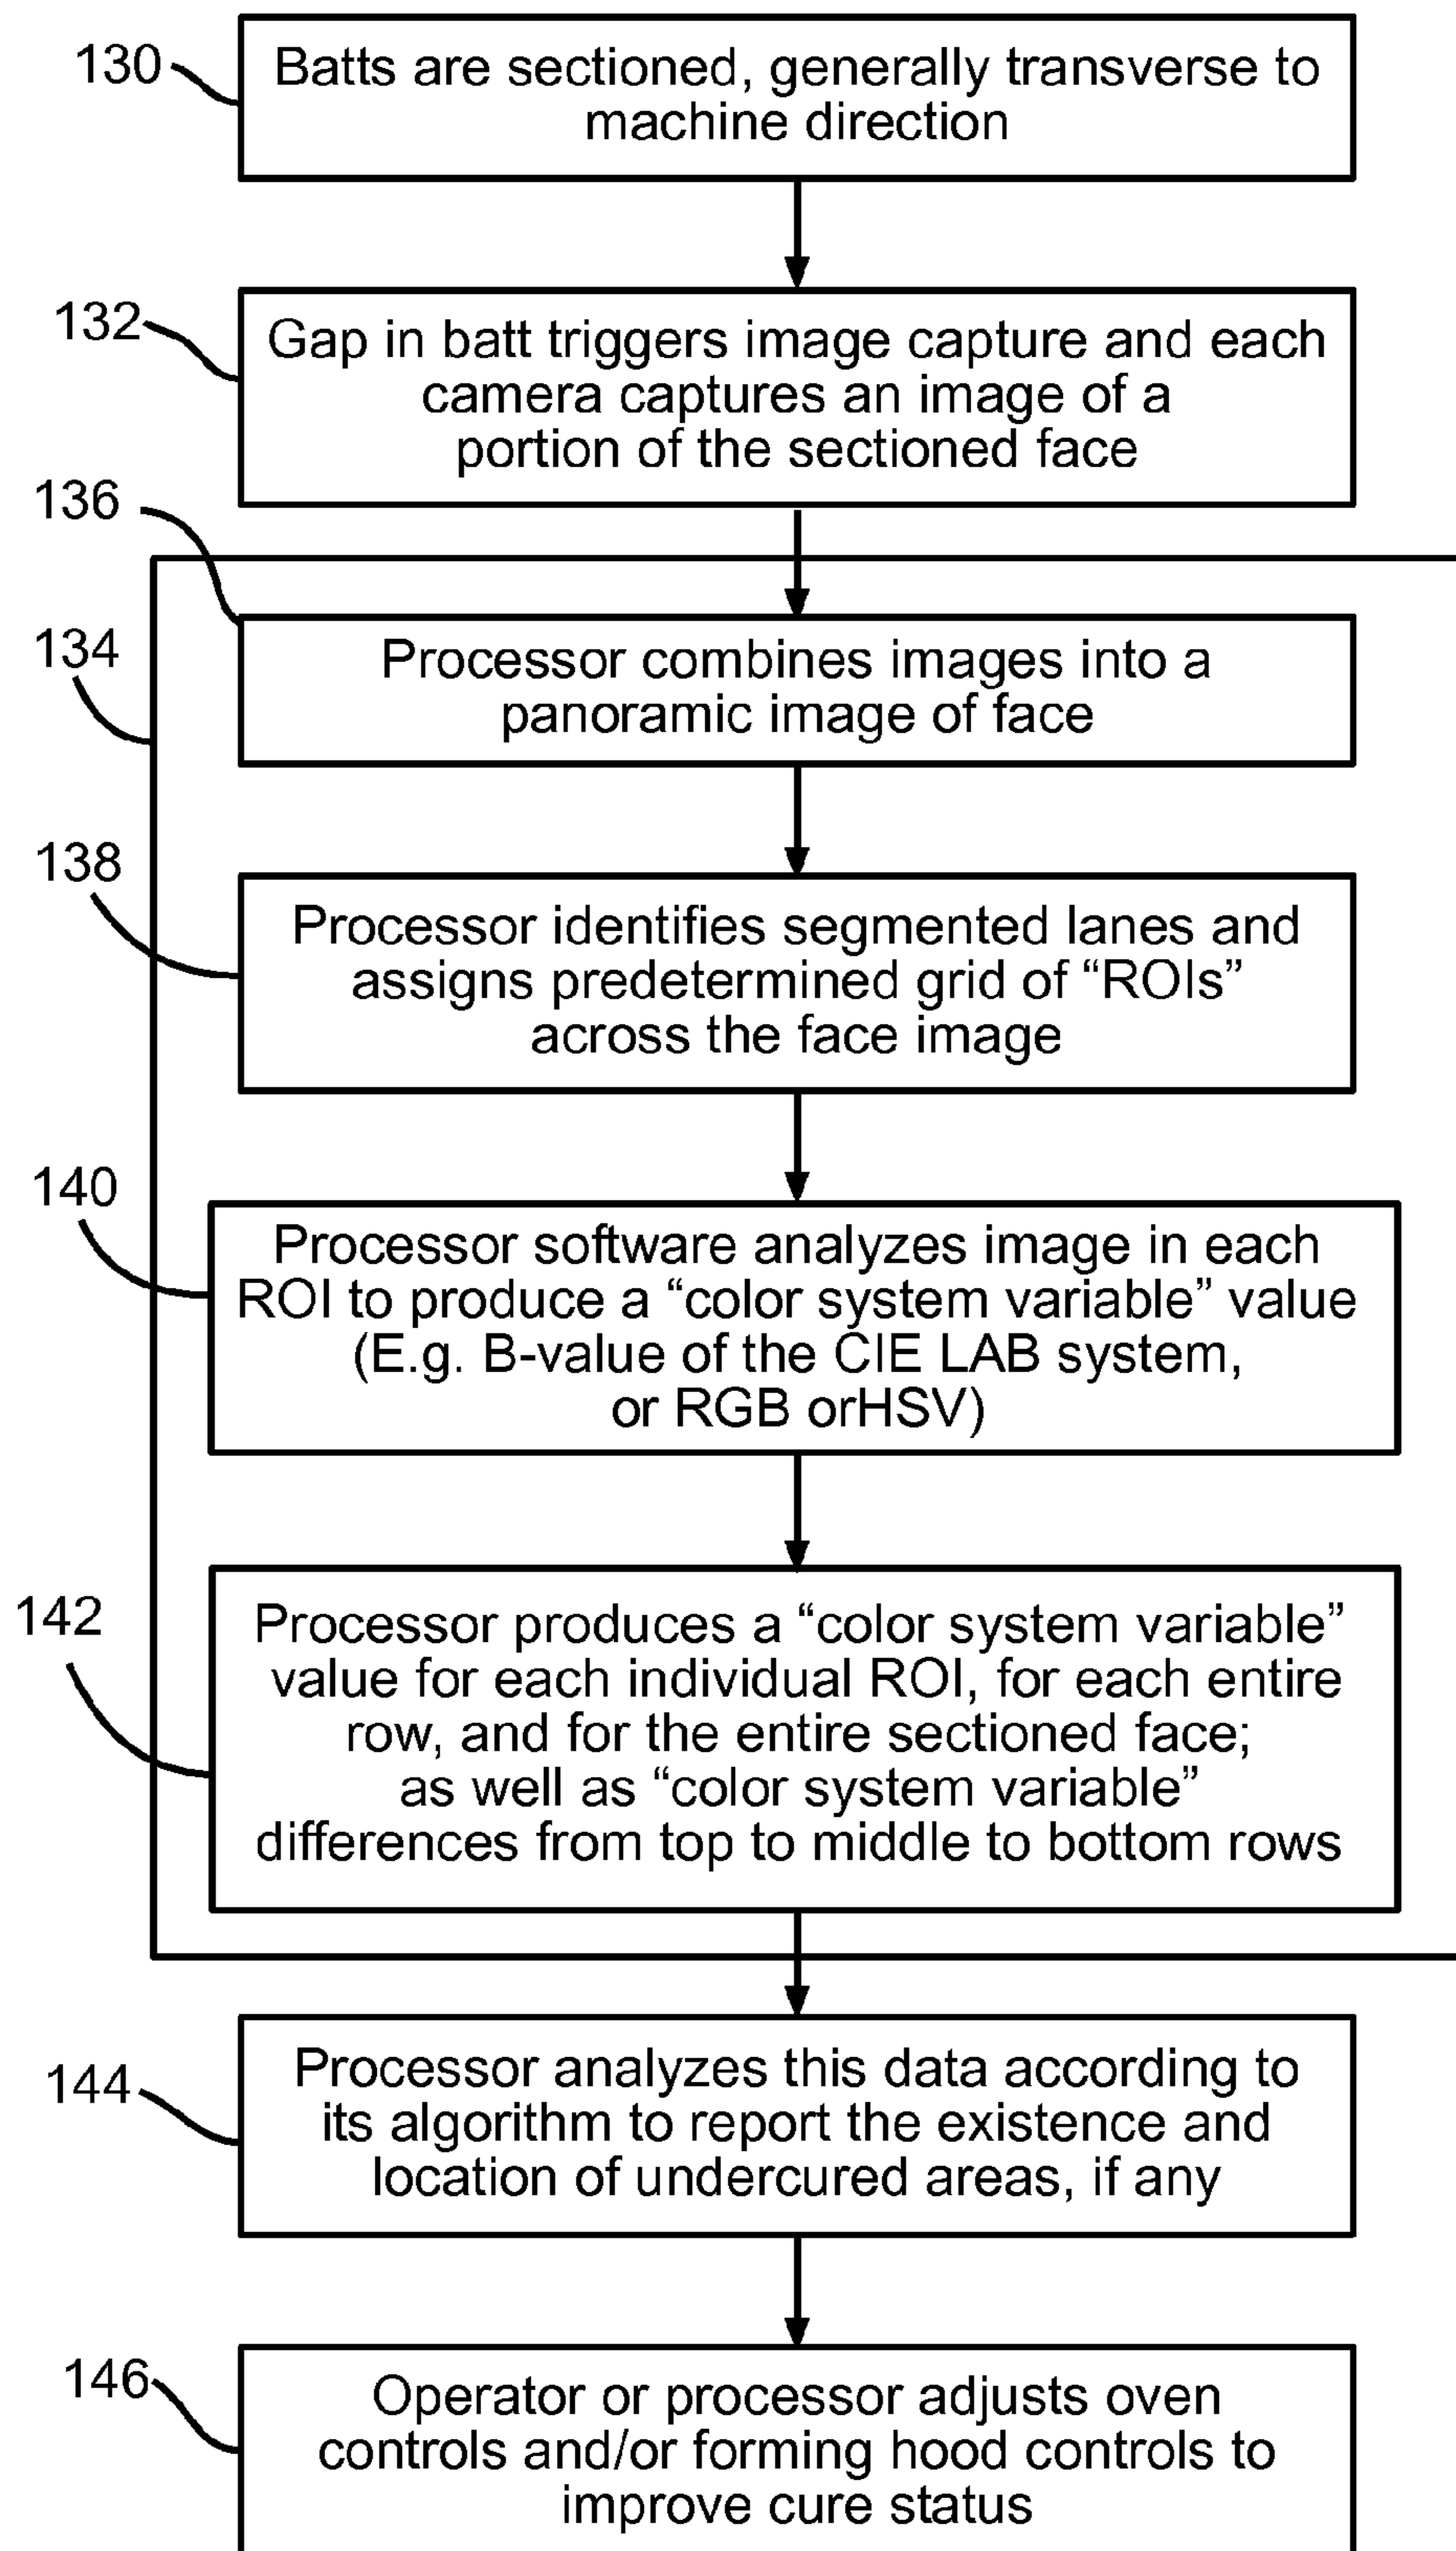 130
Batts are sectioned, generally transverse to
machine direction
132
Gap in batt triggers image capture and each
camera captures an image of a
portion of the sectioned face
136
134
Processor combines images into a
panoramic image of face
138
Processor identifies segmented lanes and
assigns predetermined grid of “ROIs”
across the face image
140
Processor software analyzes image in each
ROI to produce a “color system variable” value
(E.g. B-value of the CIE LAB system,
or RGB orHSV)
142
Processor produces a “color system variable”
value for each individual ROI, for each entire
row, and for the entire sectioned face;
as well as “color system variable”
differences from top to middle to bottom rows
144
Processor analyzes this data according to
its algorithm to report the existence and
location of undercured areas, if any
146
Operator or processor adjusts oven
controls and/or forming hood controls to
improve cure status